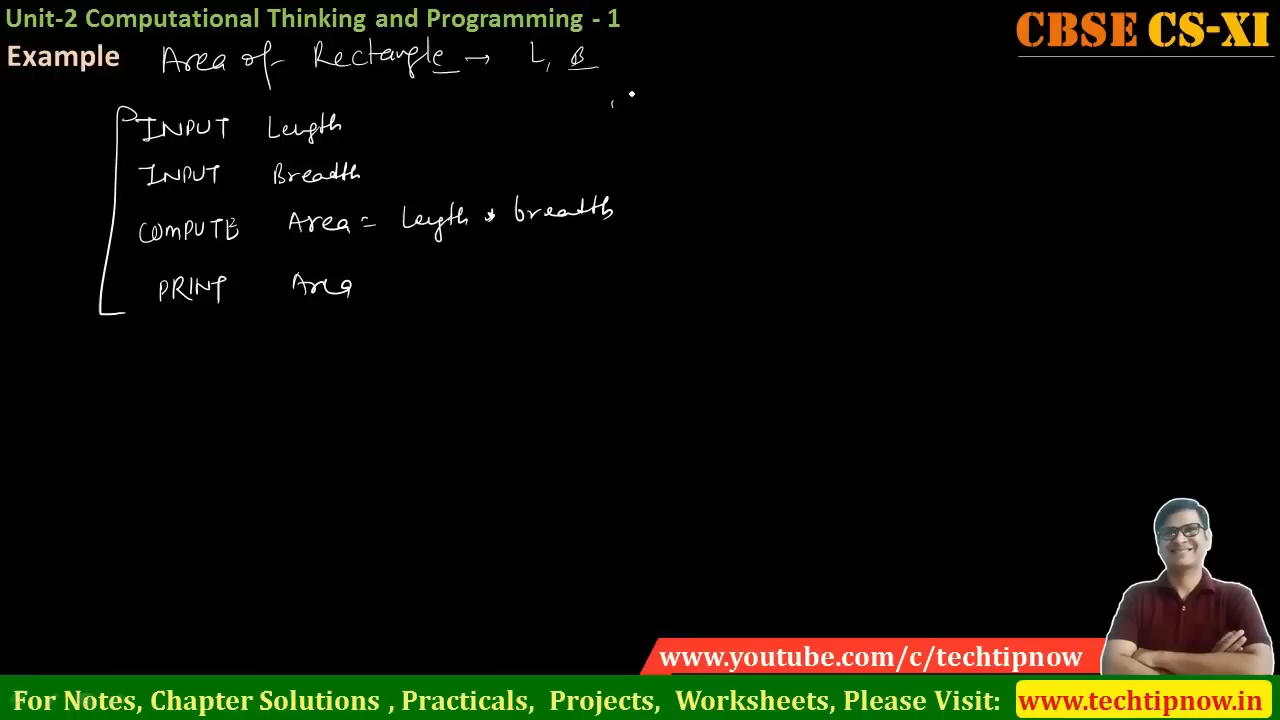 Unit-2 Computational Thinking and Programming - 1
CBSE CS-XI
Example Area of Rectangle → L, B
INPUT Length
INPUT Breadth
COMPUTE Area = Length * breadth
PRINT Area
www.youtube.com/c/techtipnow
For Notes, Chapter Solutions , Practicals, Projects, Worksheets, Please Visit: www.techtipnow.in